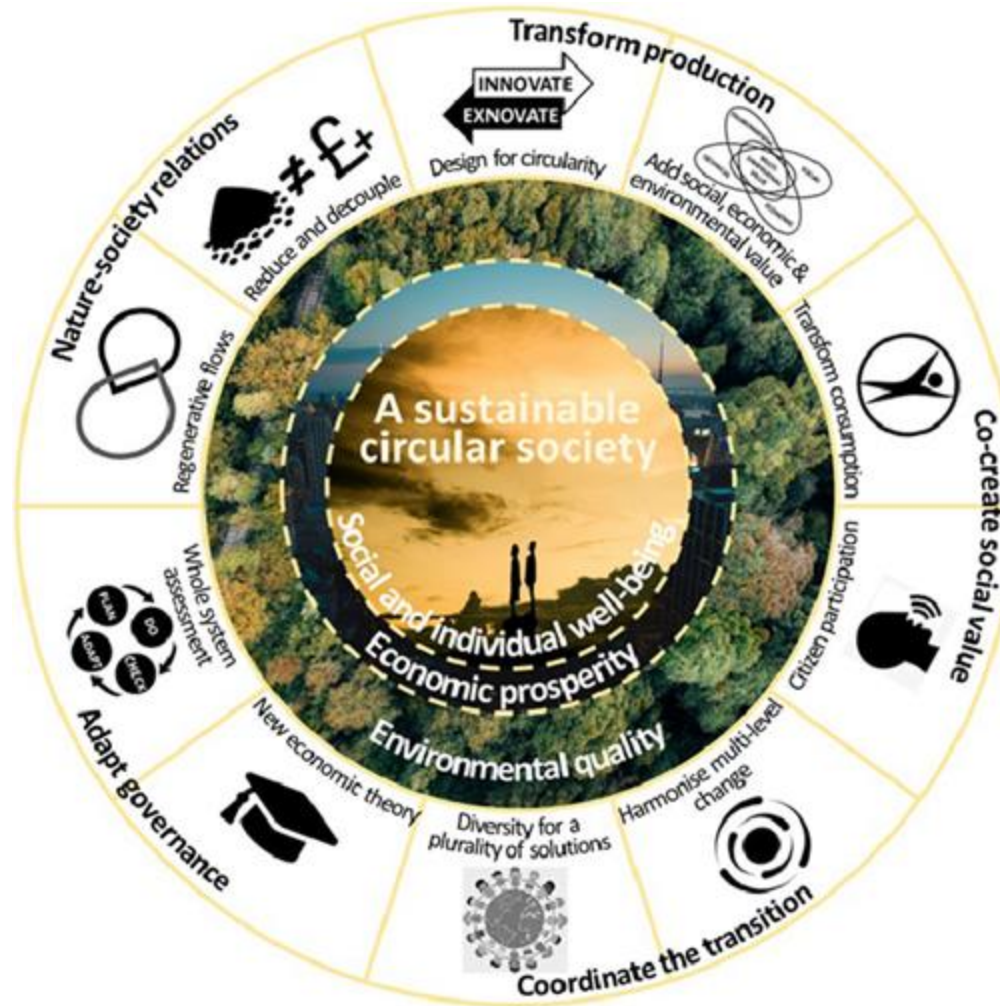 Transform production
INNOVATE
EXNOVATE
Design for circularity
Add social, economic &
environmental value
Co-create social value
Transform consumption
Citizen participation
Coordinate the transition
Harmonise multi-level
change
Diversity for a
plurality of solutions
Adapt governance
New economic theory
Whole system
assessment
PLAN
DO
CHECK
ADAPT
Nature-society relations
Regenerative flows
Reduce and decouple
≠ £+
A sustainable
circular society
Social and individual well-being
Economic prosperity
Environmental quality